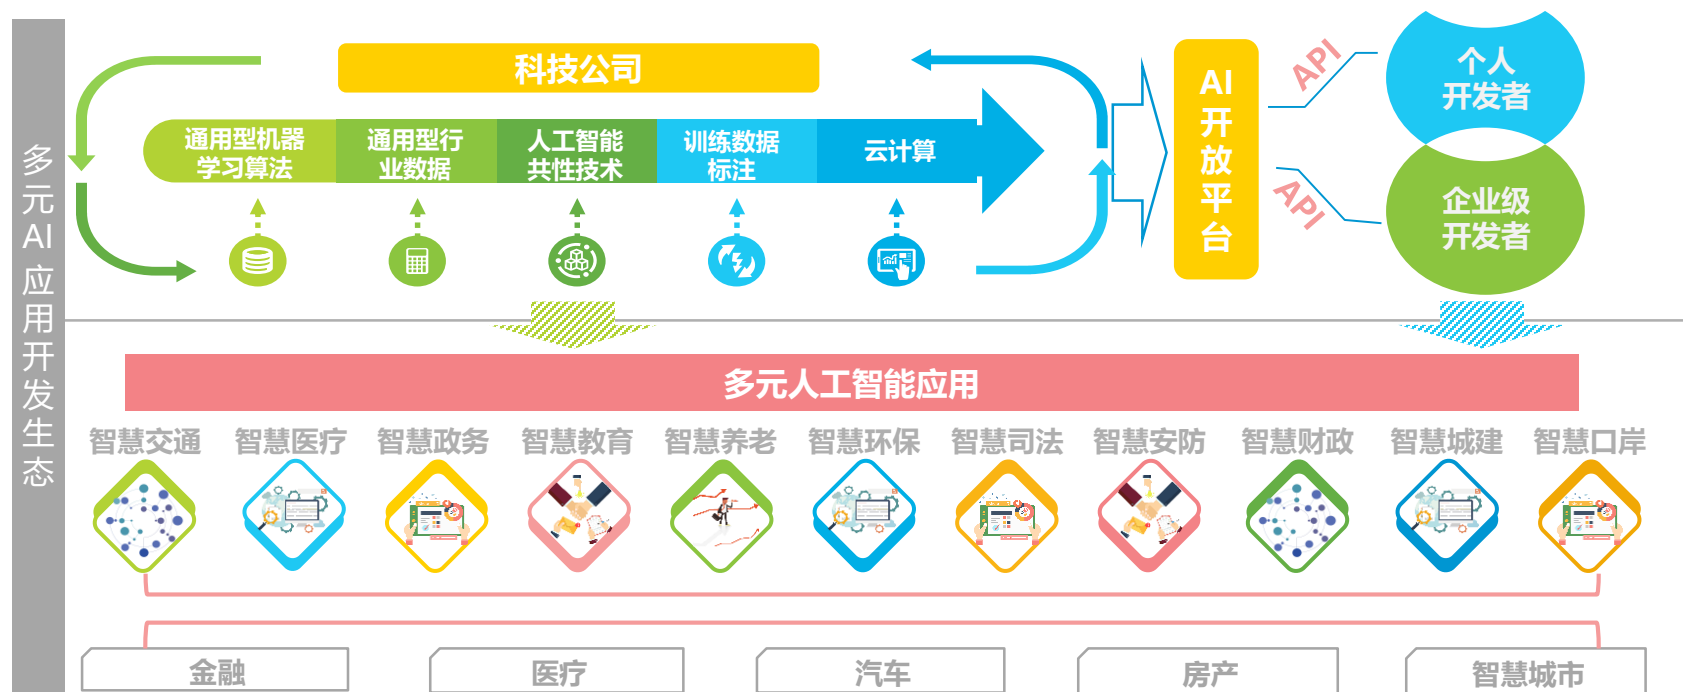 多元AI应用开发生态
科技公司
通用型机器
学习算法
通用型行
业数据
人工智能
共性技术
训练数据
标注
云计算
AI
开
放
平
台
API
API
个人
开发者
企业级
开发者
多元人工智能应用
智慧交通
智慧医疗
智慧政务
智慧教育
智慧养老
智慧环保
智慧司法
智慧安防
智慧财政
智慧城建
智慧口岸
金融
医疗
汽车
房产
智慧城市